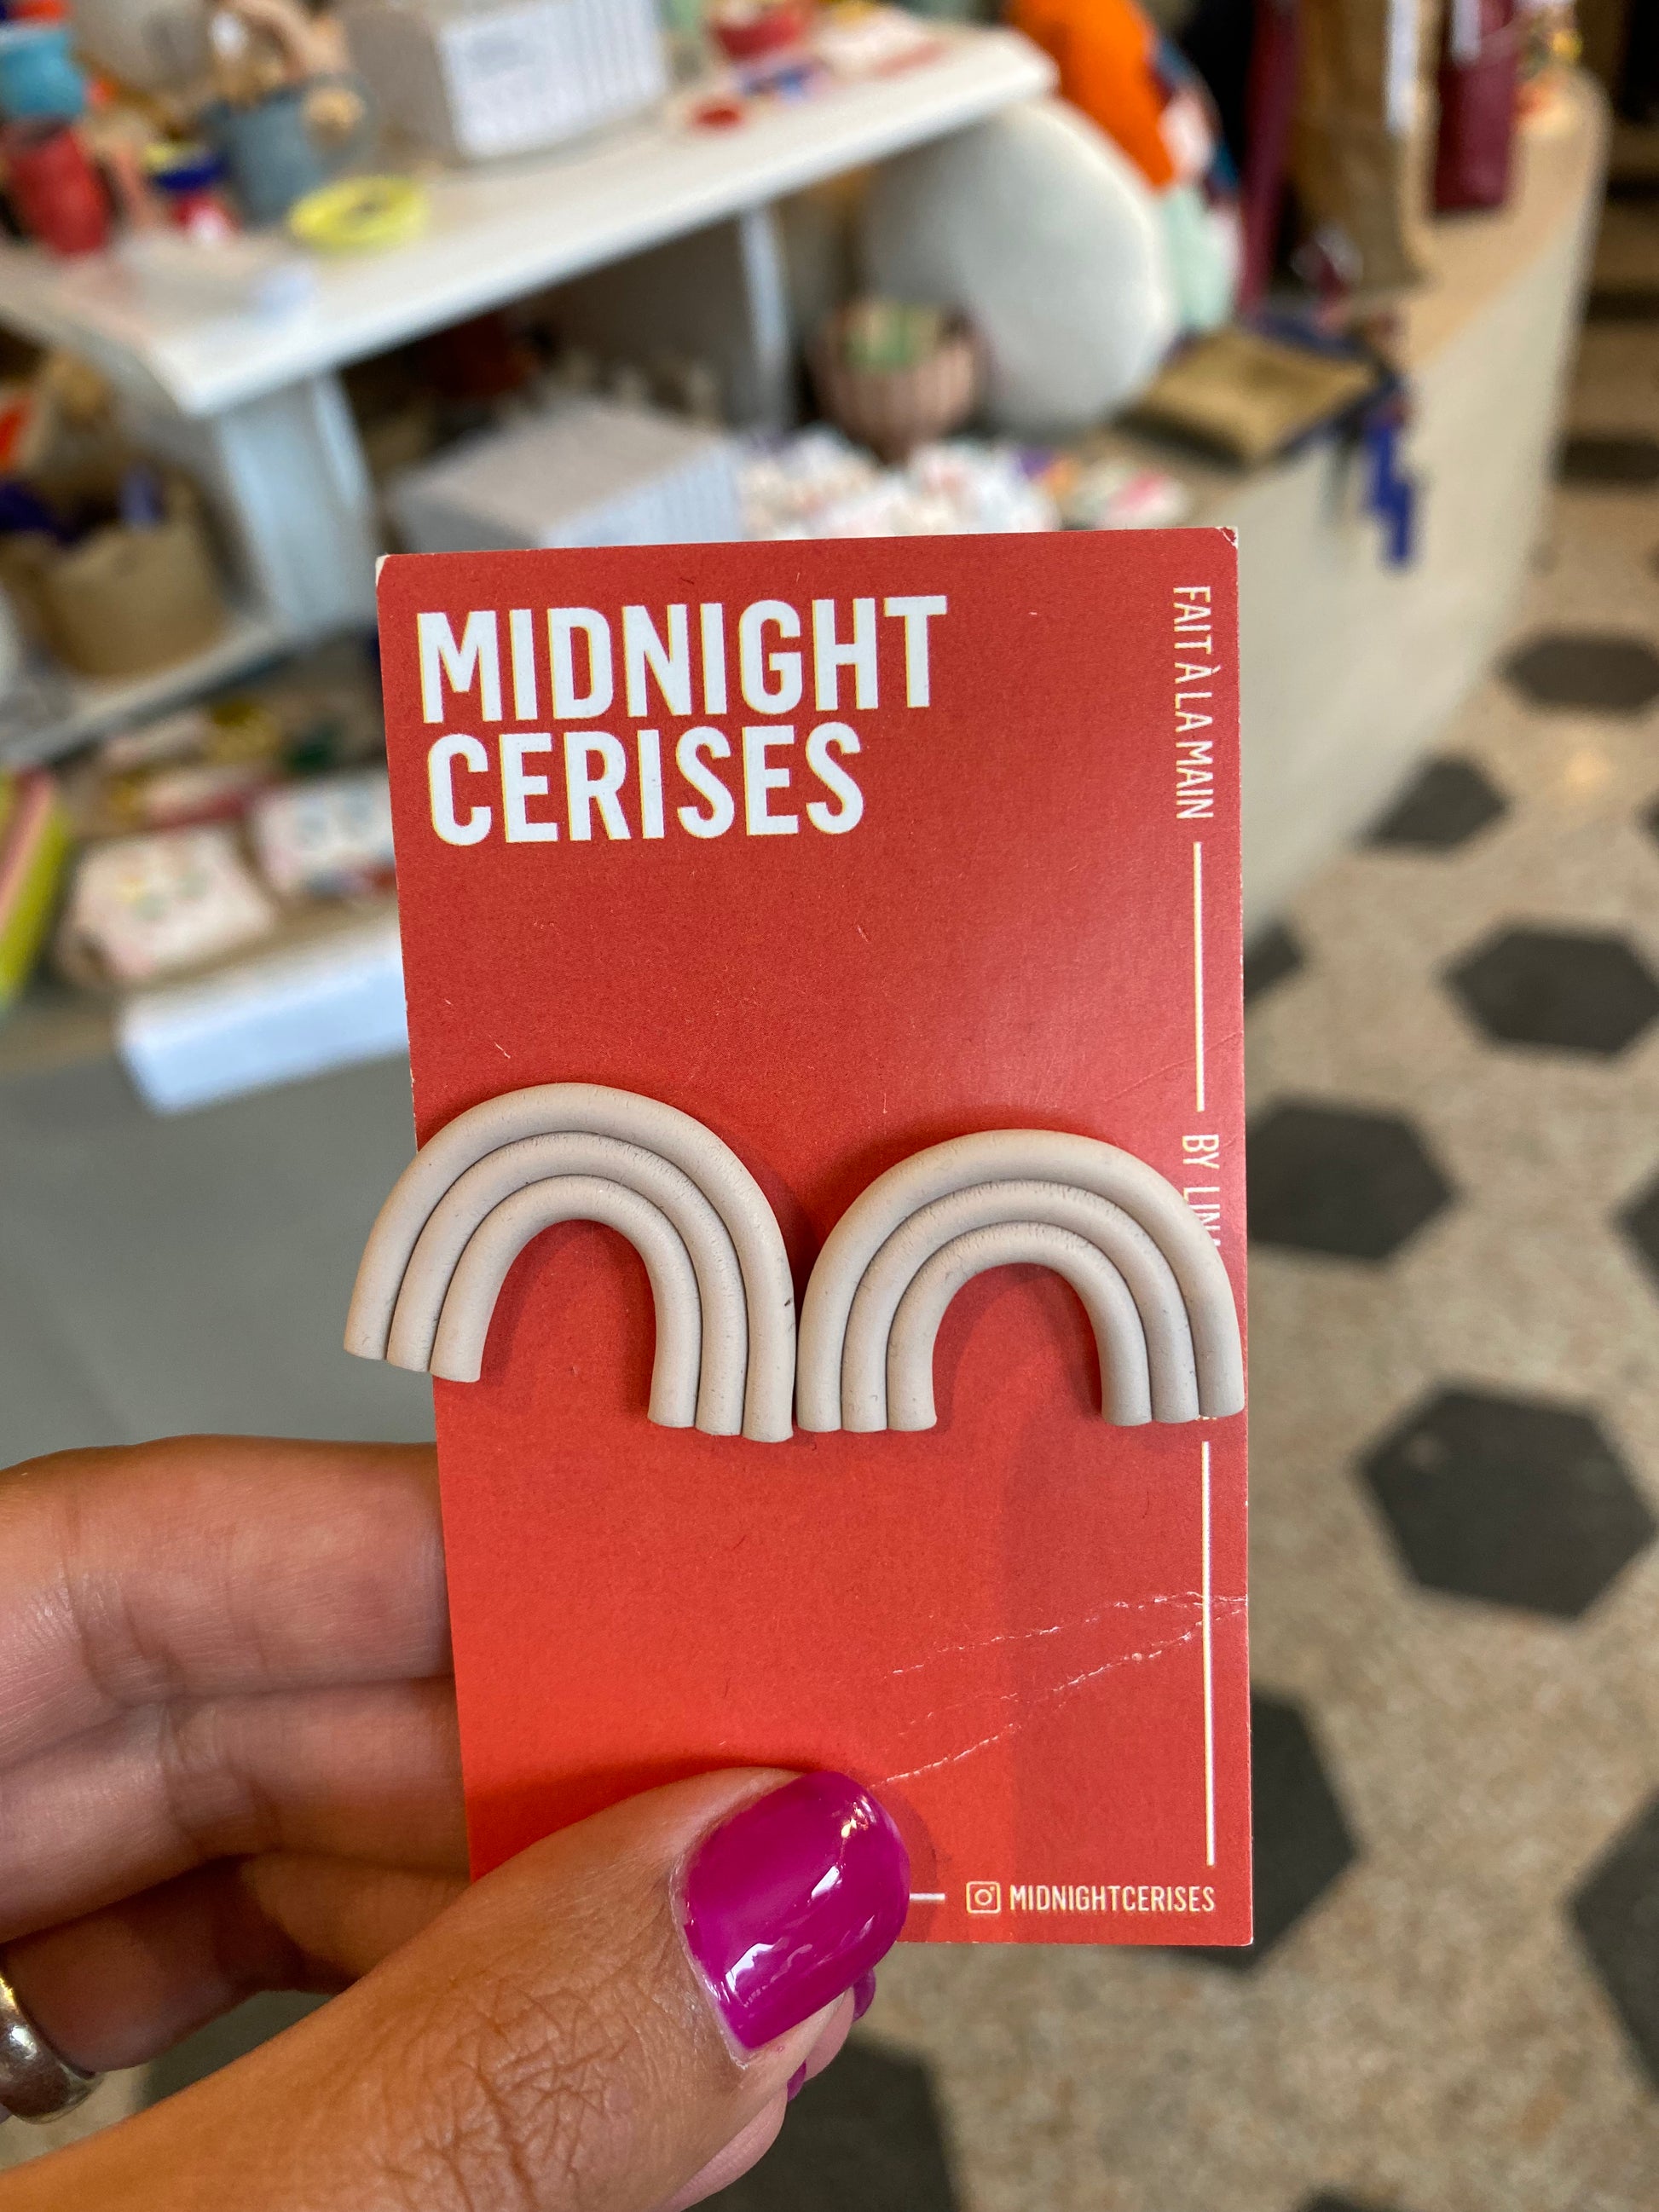 MIDNIGHT
CERISES
FAIT À LA MAIN
BY
MIDNIGHTCERISES